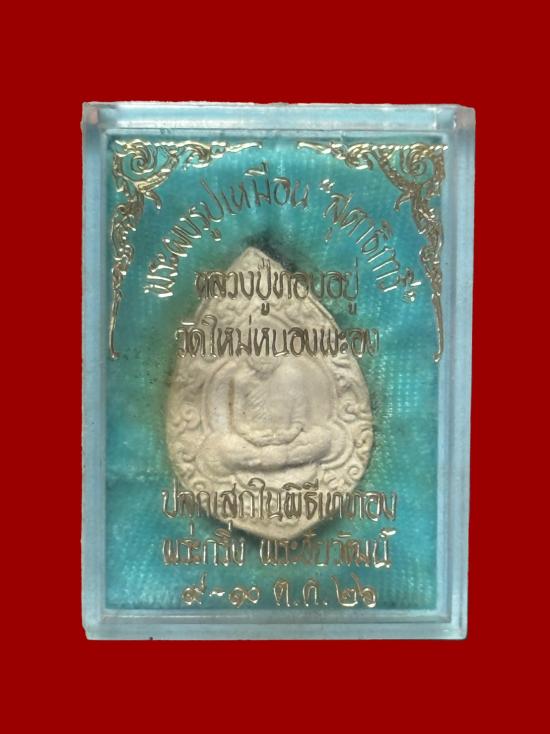 พระผงรูปเหมือน "สุตาธิการี"
หลวงปู่ทองอยู่
วัดใหม่หนองพะอง
ปลุกเสกในพิธีเททอง
พระกริ่ง พระชัยวัฒน์
๙-๑๐ ต.ค.๒๖